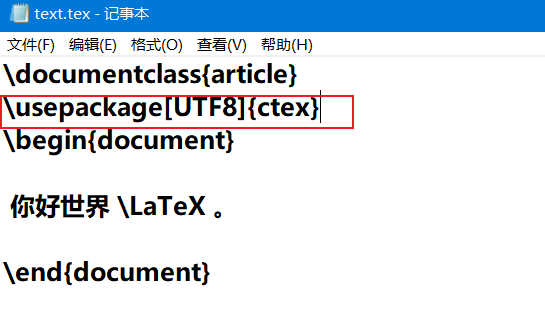 text.tex - 记事本
文件(F) 编辑(E) 格式(O) 查看(V) 帮助(H)
\documentclass{article}
\usepackage[UTF8]{ctex}
\begin{document}
你好世界 \LaTeX 。
\end{document}